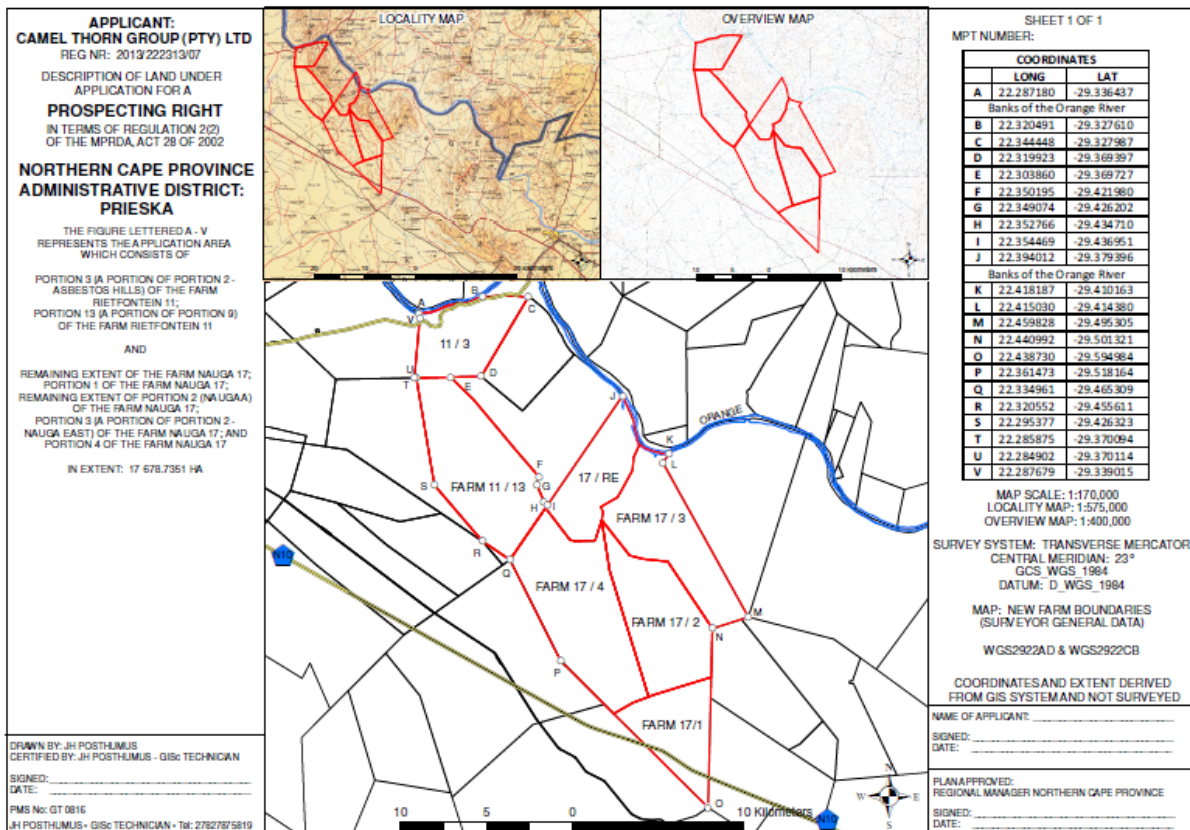 APPLICANT:
CAMEL THORN GROUP (PTY) LTD
REG NR: 2013/222313/07
DESCRIPTION OF LAND UNDER
APPLICATION FOR A
PROSPECTING RIGHT
IN TERMS OF REGULATION 2(2)
OF THE MPRDA, ACT 28 OF 2002
NORTHERN CAPE PROVINCE
ADMINISTRATIVE DISTRICT:
PRIESKA
THE FIGURE LETTERED A - V
REPRESENTS THE APPLICATION AREA
WHICH CONSISTS OF
PORTION 3 (A PORTION OF PORTION 2 -
ASBESTOS HILLS) OF THE FARM
RIETFONTEIN 11;
PORTION 13 (A PORTION OF PORTION 9)
OF THE FARM RIETFONTEIN 11
AND
REMAINING EXTENT OF THE FARM NAUGA 17;
PORTION 1 OF THE FARM NAUGA 17;
REMAINING EXTENT OF PORTION 2 (NAUGAA)
OF THE FARM NAUGA 17;
PORTION 3 (A PORTION OF PORTION 2 -
NAUGA EAST) OF THE FARM NAUGA 17; AND
PORTION 4 OF THE FARM NAUGA 17
IN EXTENT: 17 678.7351 HA
DRAWN BY: JH POSTHUMUS
CERTIFIED BY: JH POSTHUMUS - GISc TECHNICIAN
SIGNED:
DATE:
PMS No: GT 0816
JH POSTHUMUS - GISc TECHNICIAN - Tel: 27827875819
LOCALITY MAP
OVERVIEW MAP
10 Kilometers
A
B
C
V
11 / 3
U
T
E
D
J
ORANGE
K
L
F
G
H
I
17 / RE
S
FARM 11 / 13
FARM 17 / 3
R
Q
N10
FARM 17 / 4
FARM 17 / 2
M
N
P
FARM 17/1
O
N10
10 5 0 10 Kilometers
N
W E
S
SHEET 1 OF 1
MPT NUMBER:
COORDINATES
LONG LAT
A 22.287180 -29.336437
Banks of the Orange River
B 22.320491 -29.327610
C 22.344448 -29.327987
D 22.319923 -29.369397
E 22.303860 -29.369727
F 22.350195 -29.421980
G 22.349074 -29.426202
H 22.352766 -29.434710
I 22.354469 -29.436951
J 22.394012 -29.379396
Banks of the Orange River
K 22.418187 -29.410163
L 22.415030 -29.414380
M 22.459828 -29.495305
N 22.440992 -29.501321
O 22.438730 -29.594984
P 22.361473 -29.518164
Q 22.334961 -29.465309
R 22.320552 -29.455611
S 22.295377 -29.426323
T 22.285875 -29.370094
U 22.284902 -29.370114
V 22.287679 -29.339015
MAP SCALE: 1:170,000
LOCALITY MAP: 1:575,000
OVERVIEW MAP: 1:400,000
SURVEY SYSTEM: TRANSVERSE MERCATOR
CENTRAL MERIDIAN: 23°
GCS_WGS_1984
DATUM: D_WGS_1984
MAP: NEW FARM BOUNDARIES
(SURVEYOR GENERAL DATA)
WGS2922AD & WGS2922CB
COORDINATES AND EXTENT DERIVED
FROM GIS SYSTEM AND NOT SURVEYED
NAME OF APPLICANT:
SIGNED:
DATE:
PLAN APPROVED:
REGIONAL MANAGER NORTHERN CAPE PROVINCE
SIGNED:
DATE: